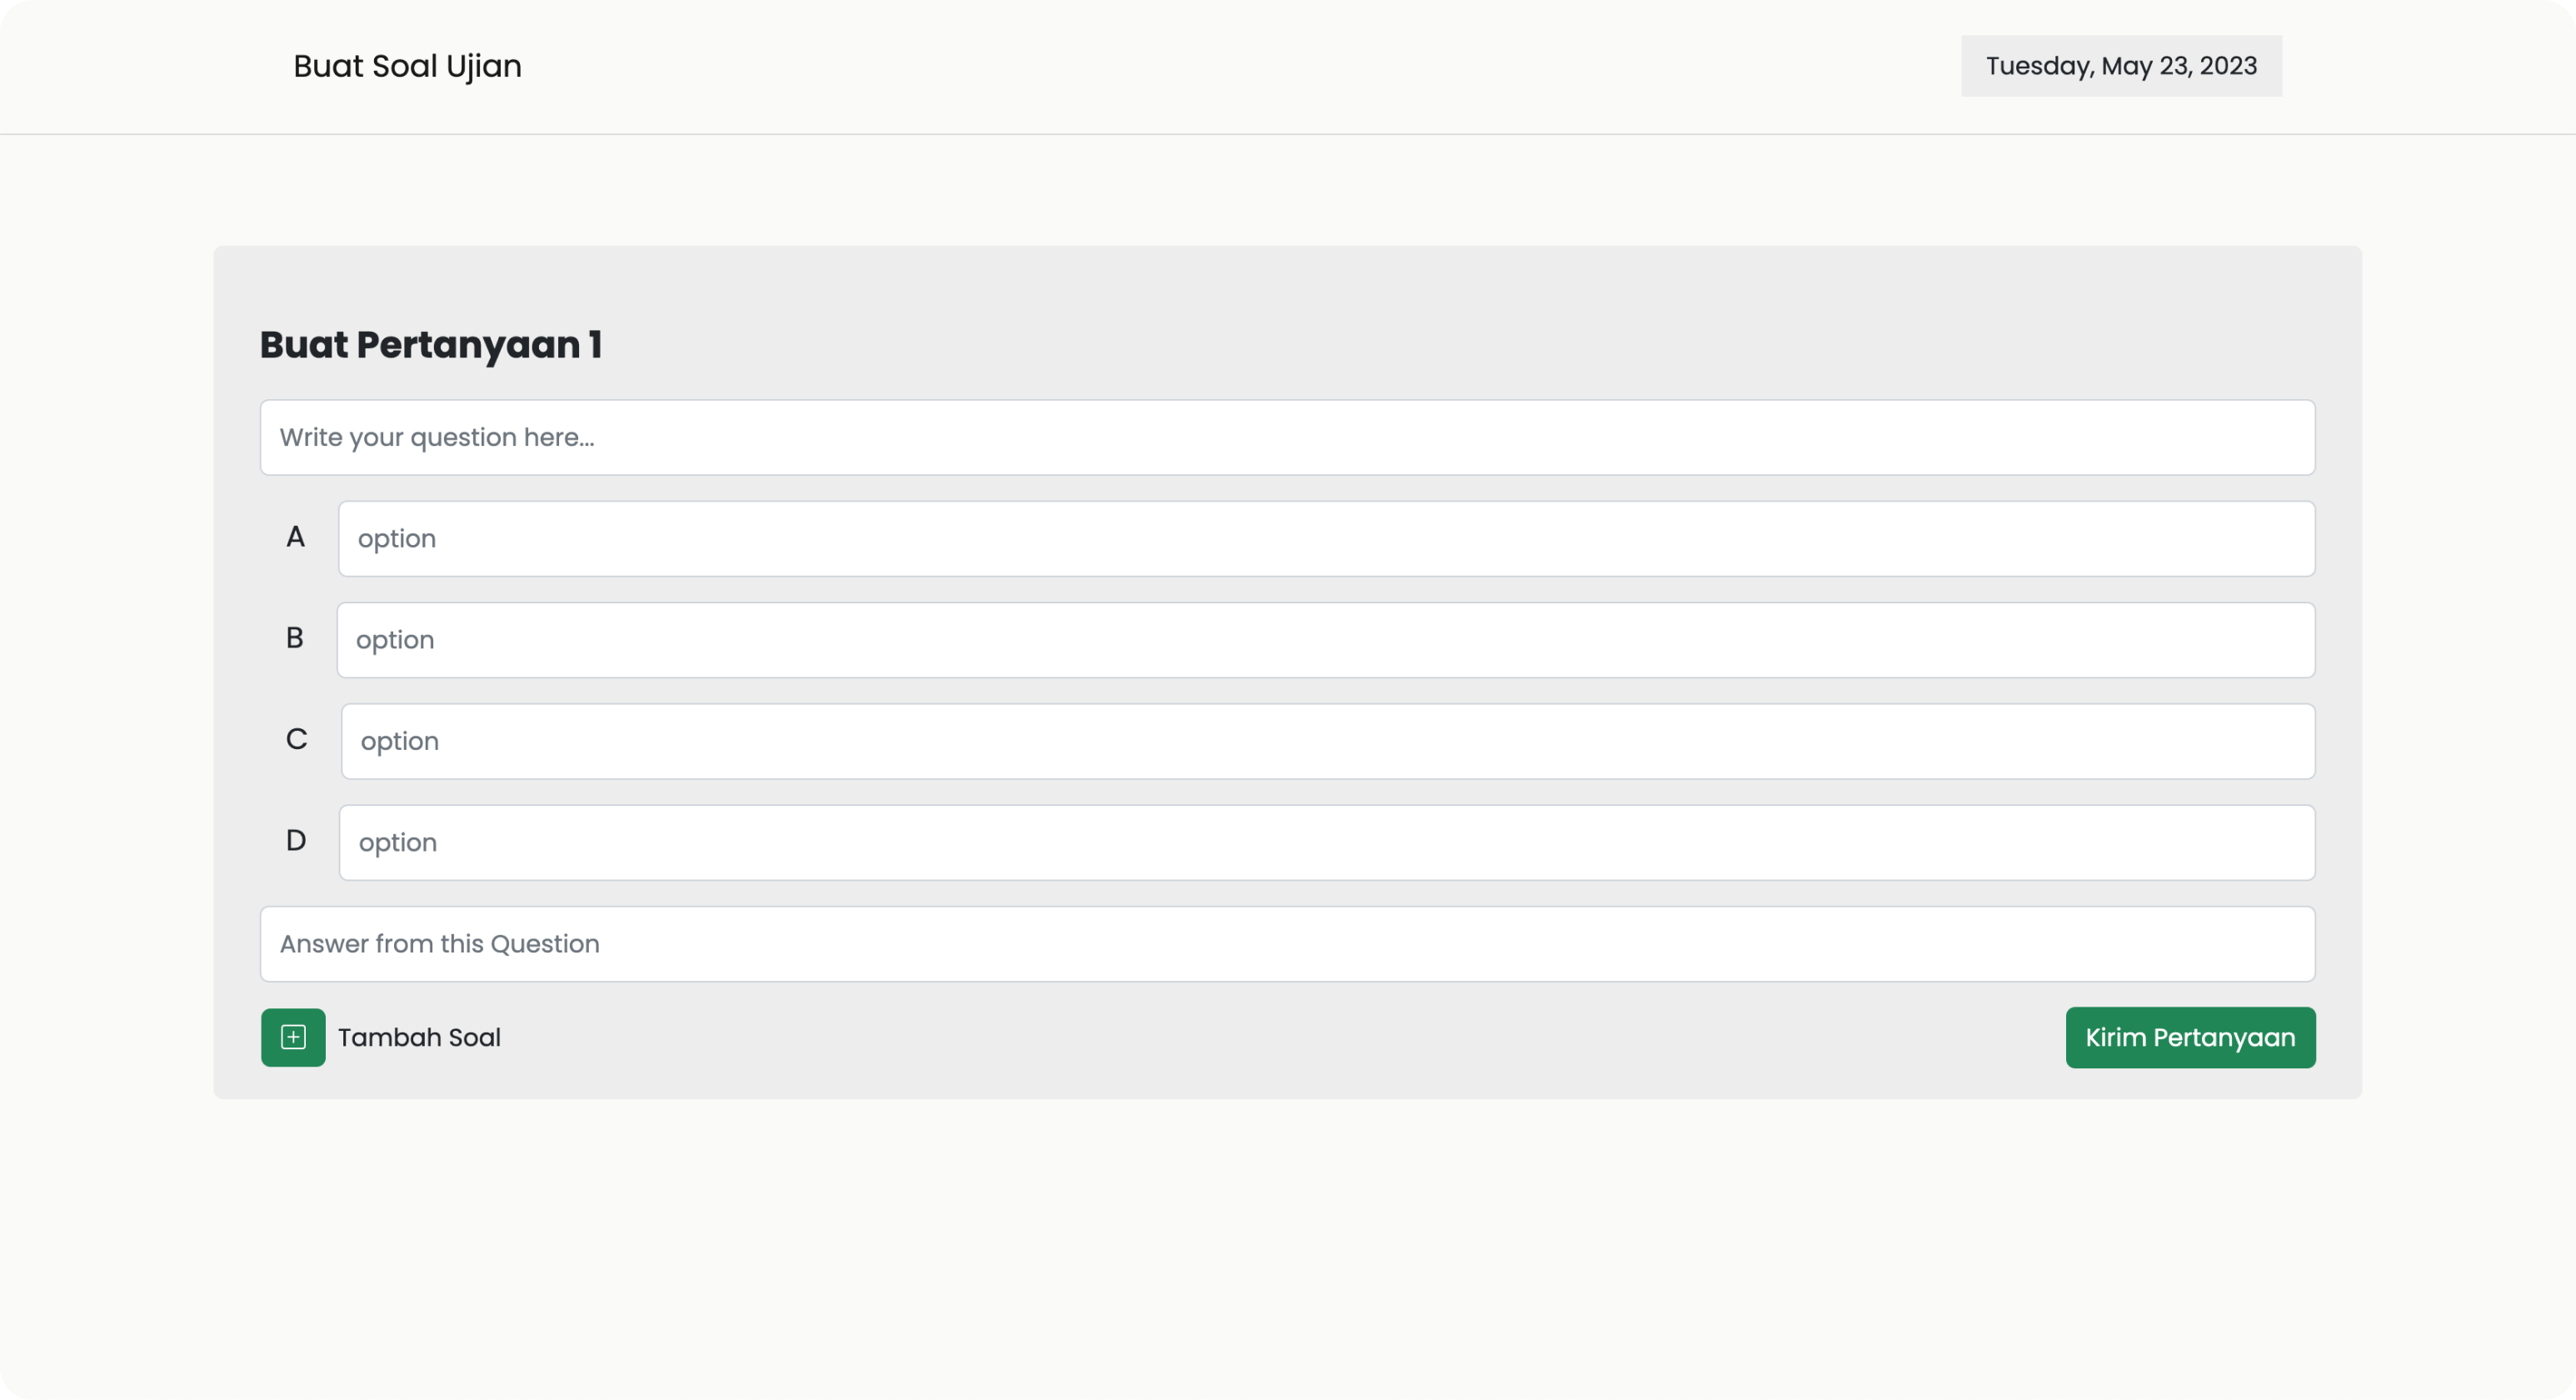 Buat Soal Ujian
Tuesday, May 23, 2023
Buat Pertanyaan 1
Write your question here...
A option
B option
C option
D option
Answer from this Question
Tambah Soal
Kirim Pertanyaan